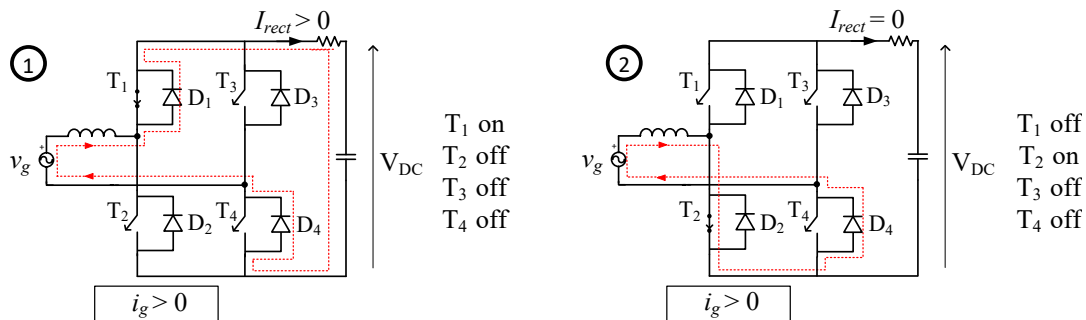 1
I_rect > 0
T₁
D₁
T₃
D₃
+
v_g
T₂
D₂
T₄
D₄
V_DC
i_g > 0
T₁ on
T₂ off
T₃ off
T₄ off
2
I_rect = 0
T₁
D₁
T₃
D₃
+
v_g
T₂
D₂
T₄
D₄
V_DC
i_g > 0
T₁ off
T₂ on
T₃ off
T₄ off